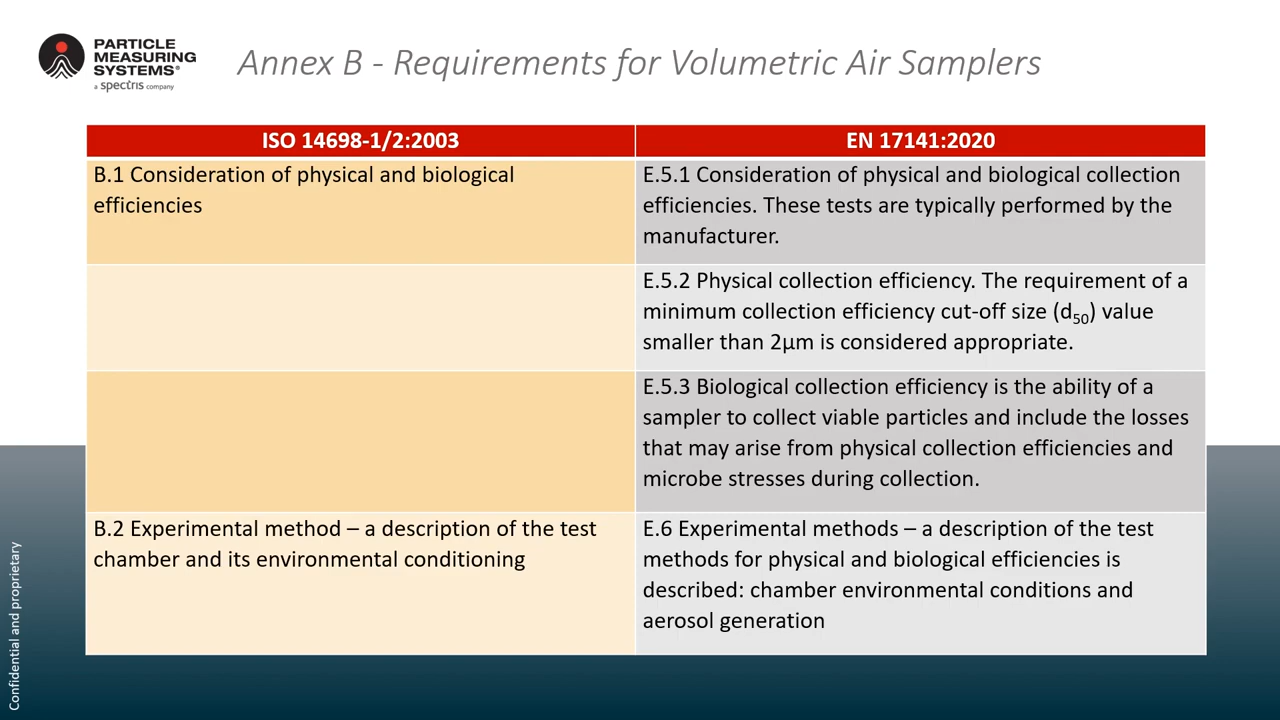 PARTICLE
MEASURING
SYSTEMS®
a spectris company
Annex B - Requirements for Volumetric Air Samplers
ISO 14698-1/2:2003
EN 17141:2020
B.1 Consideration of physical and biological
efficiencies
E.5.1 Consideration of physical and biological collection
efficiencies. These tests are typically performed by the
manufacturer.
E.5.2 Physical collection efficiency. The requirement of a
minimum collection efficiency cut-off size (d50) value
smaller than 2µm is considered appropriate.
E.5.3 Biological collection efficiency is the ability of a
sampler to collect viable particles and include the losses
that may arise from physical collection efficiencies and
microbe stresses during collection.
B.2 Experimental method – a description of the test
chamber and its environmental conditioning
E.6 Experimental methods – a description of the test
methods for physical and biological efficiencies is
described: chamber environmental conditions and
aerosol generation
Confidential and proprietary